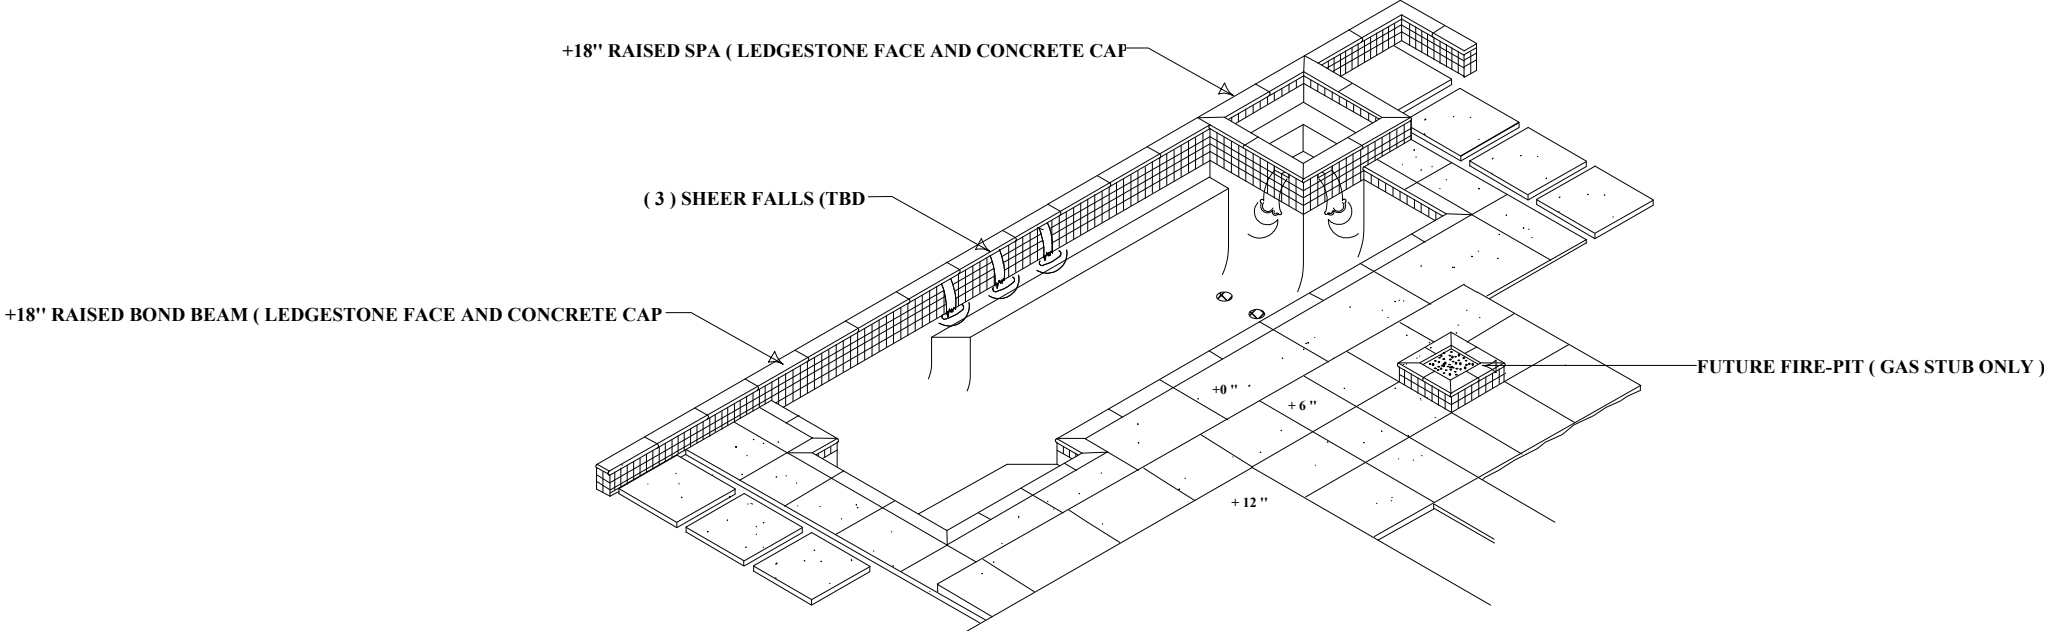 +18" RAISED SPA ( LEDGESTONE FACE AND CONCRETE CAP
( 3 ) SHEER FALLS (TBD
+18" RAISED BOND BEAM ( LEDGESTONE FACE AND CONCRETE CAP
FUTURE FIRE-PIT ( GAS STUB ONLY )
+0 "
+ 6 "
+ 12 "